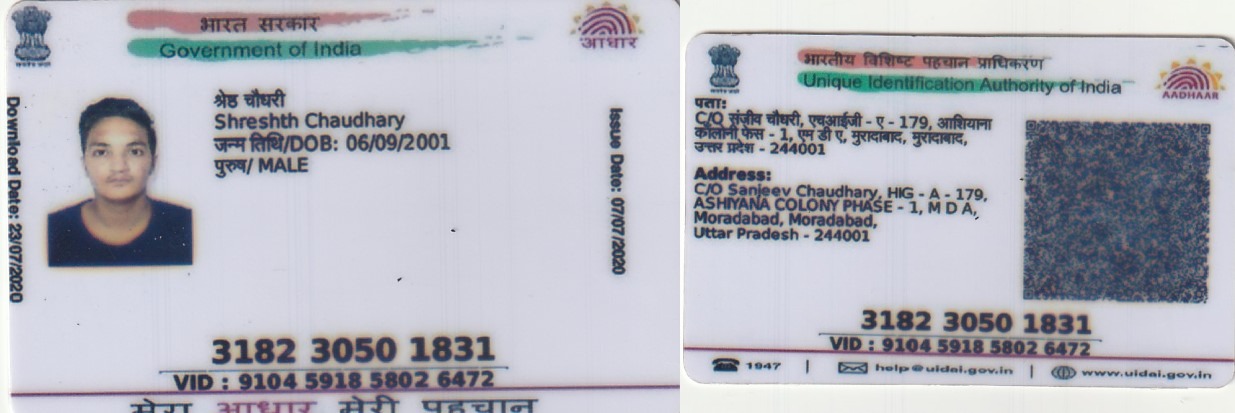 भारत सरकार
Government of India
आधार
श्रेष्ठ चौधरी
Shreshth Chaudhary
जन्म तिथि/DOB: 06/09/2001
पुरुष/ MALE
Download Date: 23/07/2020
Issue Date: 07/07/2020
3182 3050 1831
VID : 9104 5918 5802 6472
मेरा आधार मेरी पहचान
भारतीय विशिष्ट पहचान प्राधिकरण
Unique Identification Authority of India
AADHAAR
पता:
C/O संजीव चौधरी, एचआईजी - ए - 179, आशियाना
कॉलोनी फेस - 1, एम डी ए, मुरादाबाद, मुरादाबाद,
उत्तर प्रदेश - 244001
Address:
C/O Sanjeev Chaudhary, HIG - A - 179,
ASHIYANA COLONY PHASE - 1, M D A,
Moradabad, Moradabad,
Uttar Pradesh - 244001
3182 3050 1831
VID : 9104 5918 5802 6472
1947 | help@uidai.gov.in | www.uidai.gov.in